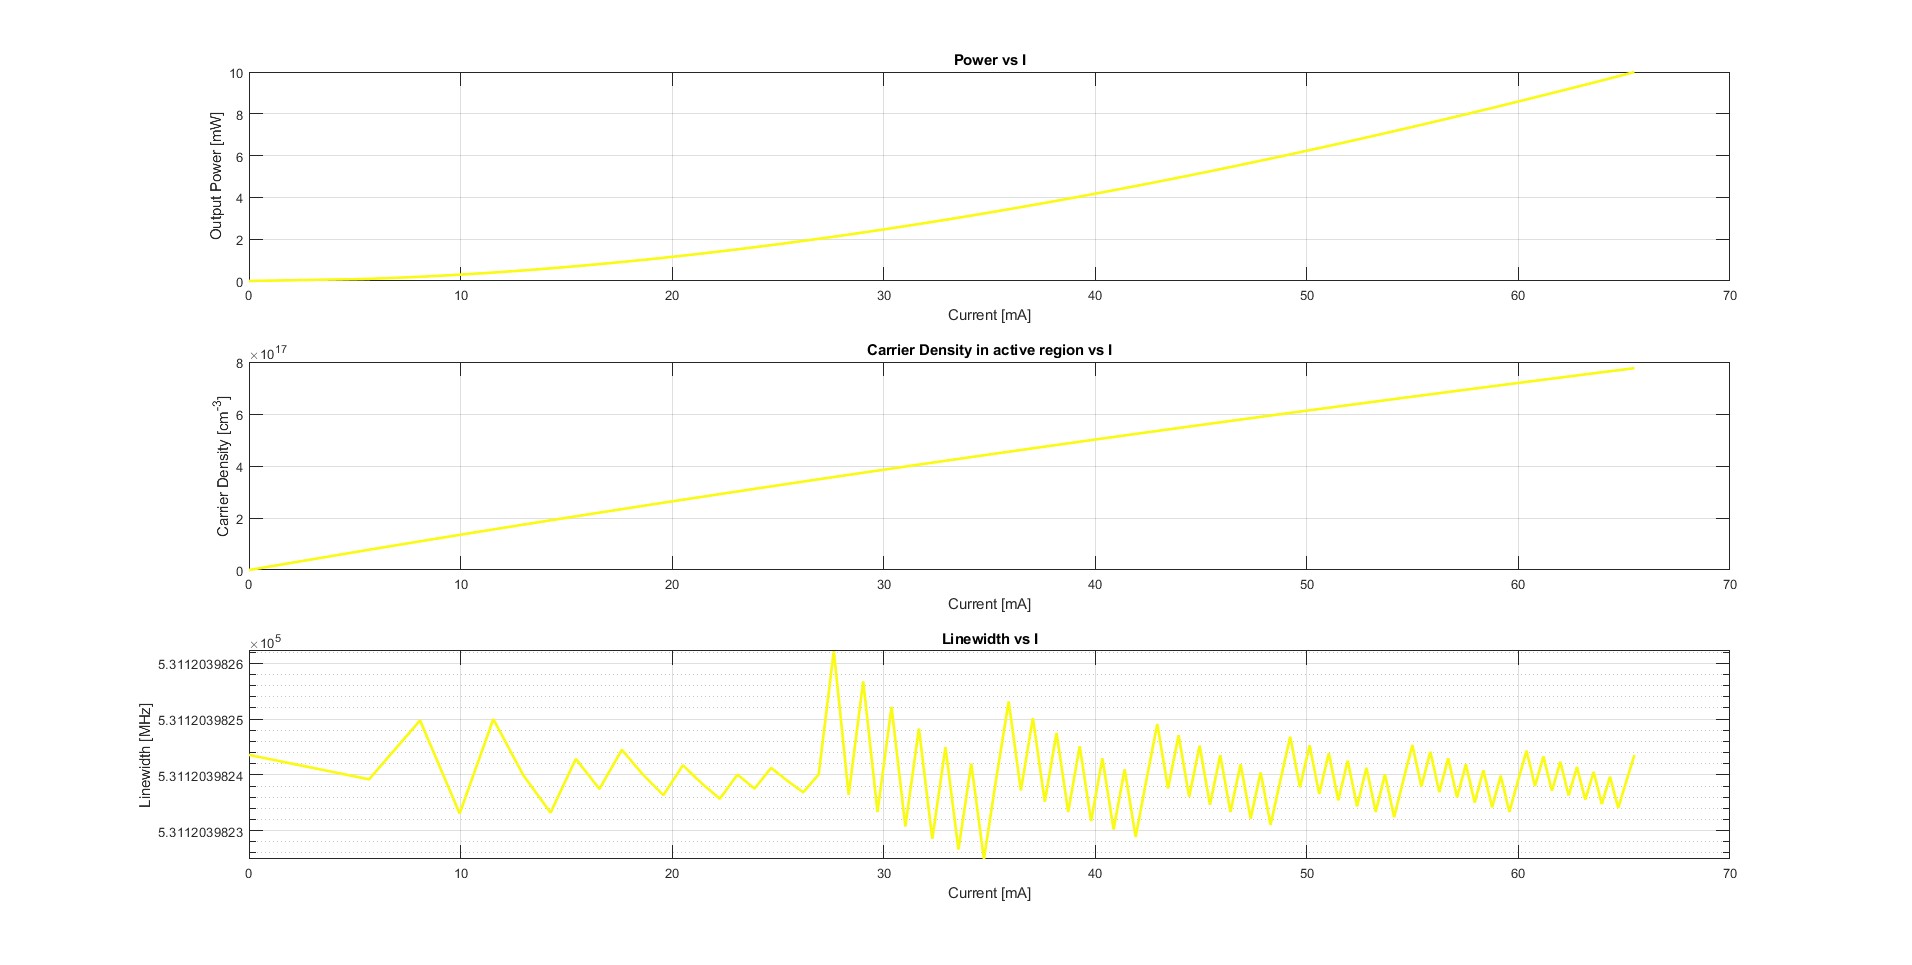 Power vs I
Output Power [mW]
10
8
6
4
2
0
0 10 20 30 40 50 60 70
Current [mA]
Carrier Density in active region vs I
×10^17
Carrier Density [cm^-3]
8
6
4
2
0
0 10 20 30 40 50 60 70
Current [mA]
Linewidth vs I
×10^5
Linewidth [MHz]
5.3112039826
5.3112039825
5.3112039824
5.3112039823
0 10 20 30 40 50 60 70
Current [mA]